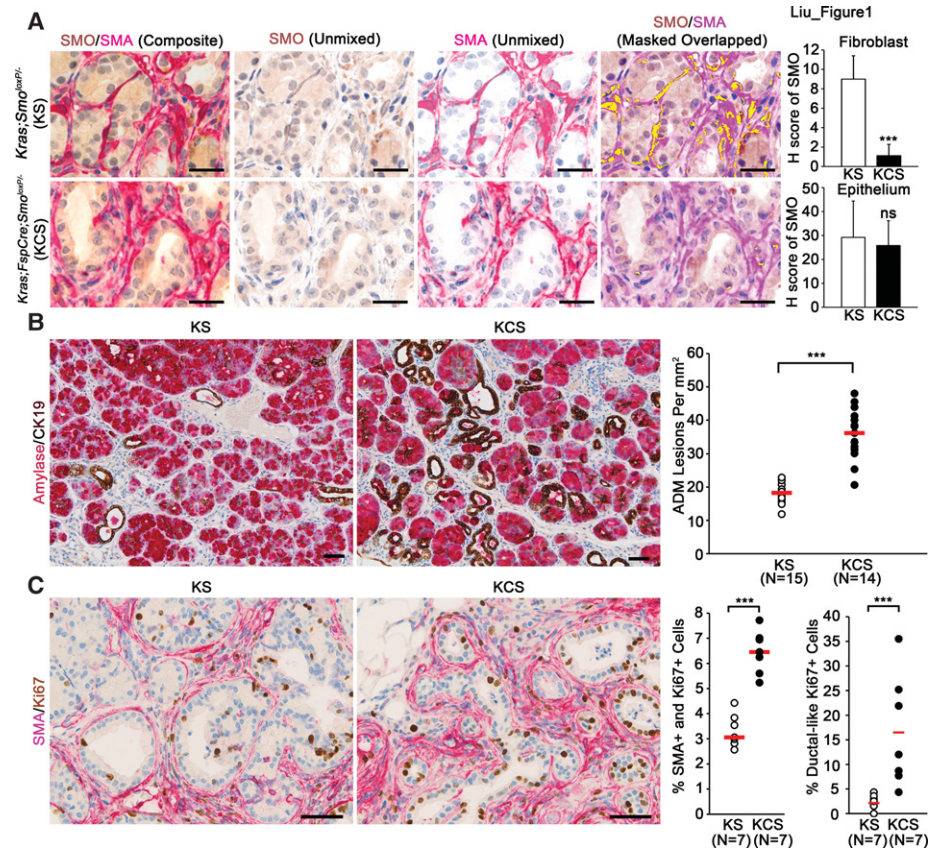 Liu_Figure1
A
SMO/SMA (Composite)
SMO (Unmixed)
SMA (Unmixed)
SMO/SMA
(Masked Overlapped)
Kras;Smo^loxP/-
(KS)
Kras;FspCre;Smo^loxP/-
(KCS)
Fibroblast
H score of SMO
12
10
8
6
4
2
0
***
KS KCS
Epithelium
H score of SMO
50
40
30
20
10
0
ns
KS KCS
B
KS
KCS
Amylase/CK19
ADM Lesions Per mm²
60
50
40
30
20
10
0
***
KS
(N=15)
KCS
(N=14)
C
KS
KCS
SMA/Ki67
% SMA+ and Ki67+ Cells
8
7
6
5
4
3
2
1
0
***
KS KCS
(N=7) (N=7)
% Ductal-like Ki67+ Cells
40
35
30
25
20
15
10
5
0
***
KS KCS
(N=7) (N=7)